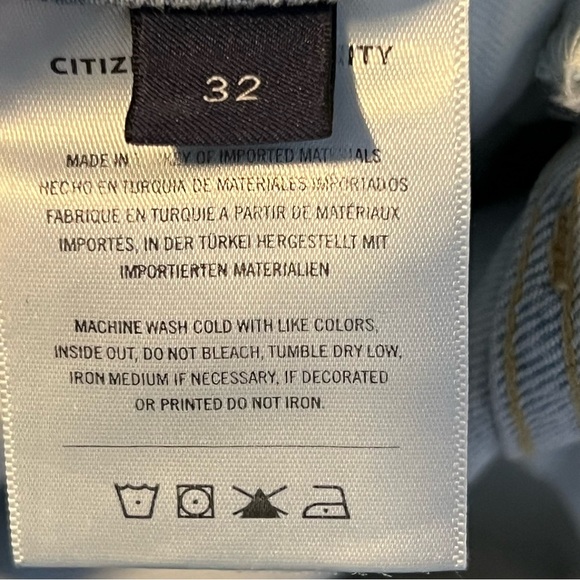 CITIZ ITY
32
MADE IN KEY OF IMPORTED MATERIALS
HECHO EN TURQUIA DE MATERIALES IMPORTADOS
FABRIQUE EN TURQUIE A PARTIR DE MATÉRIAUX
IMPORTÉS, IN DER TÜRKEI HERGESTELLT MIT
IMPORTIERTEN MATERIALIEN
MACHINE WASH COLD WITH LIKE COLORS,
INSIDE OUT, DO NOT BLEACH, TUMBLE DRY LOW,
IRON MEDIUM IF NECESSARY, IF DECORATED
OR PRINTED DO NOT IRON.